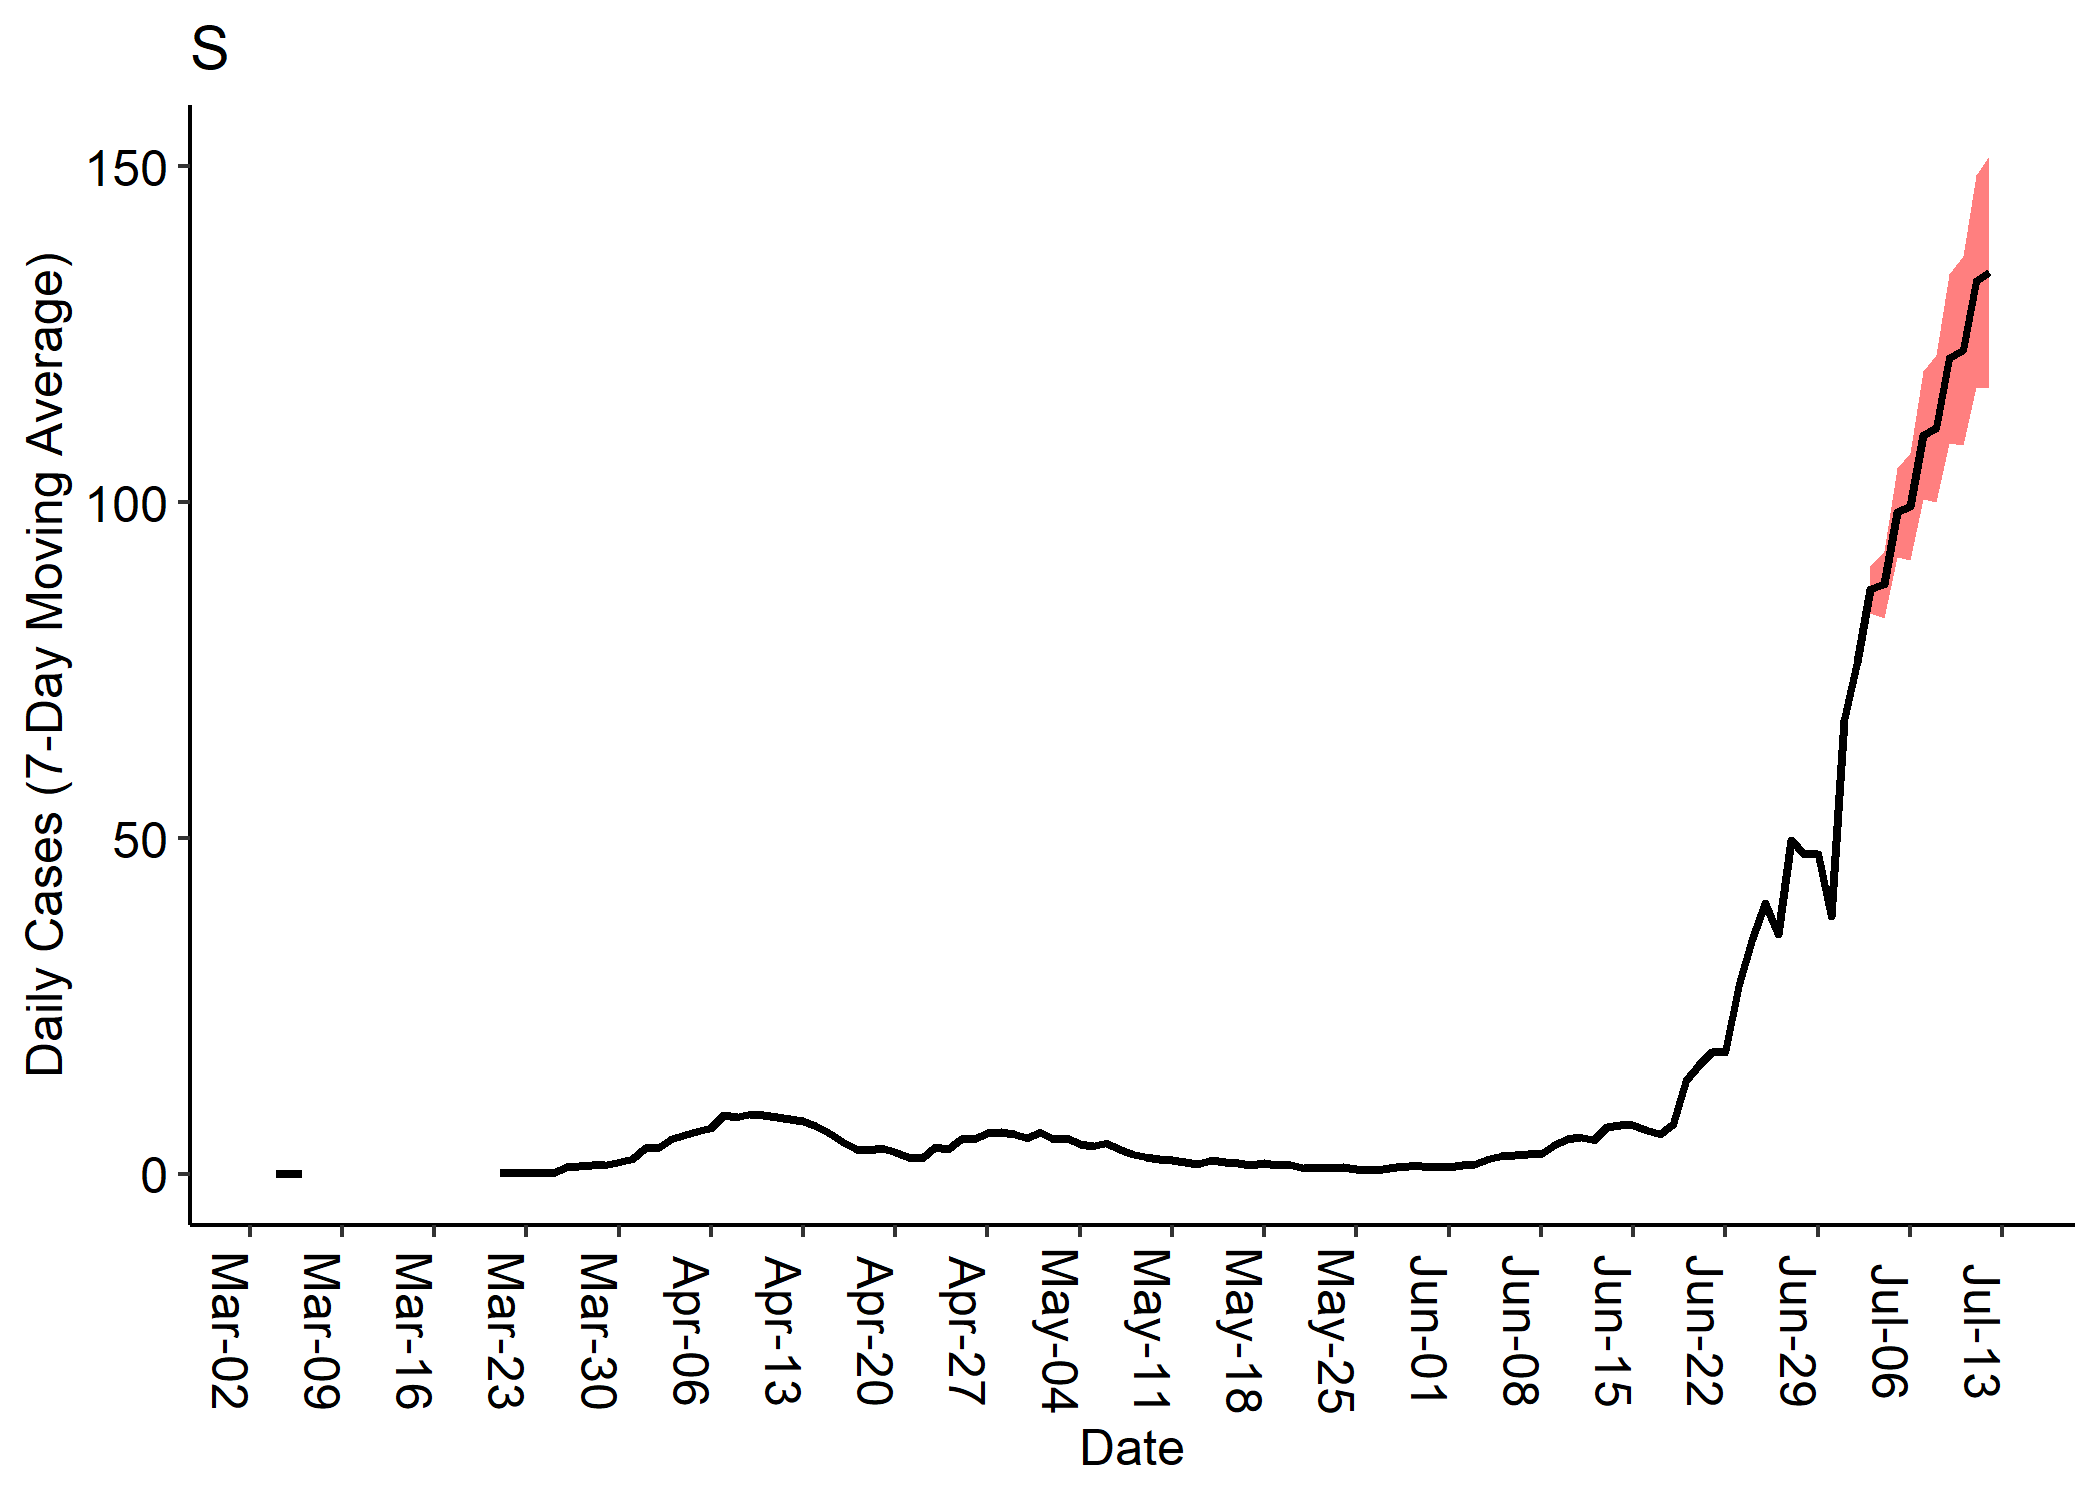 S
Daily Cases (7-Day Moving Average)
150
100
50
0
Mar-02
Mar-09
Mar-16
Mar-23
Mar-30
Apr-06
Apr-13
Apr-20
Apr-27
May-04
May-11
May-18
May-25
Jun-01
Jun-08
Jun-15
Jun-22
Jun-29
Jul-06
Jul-13
Date